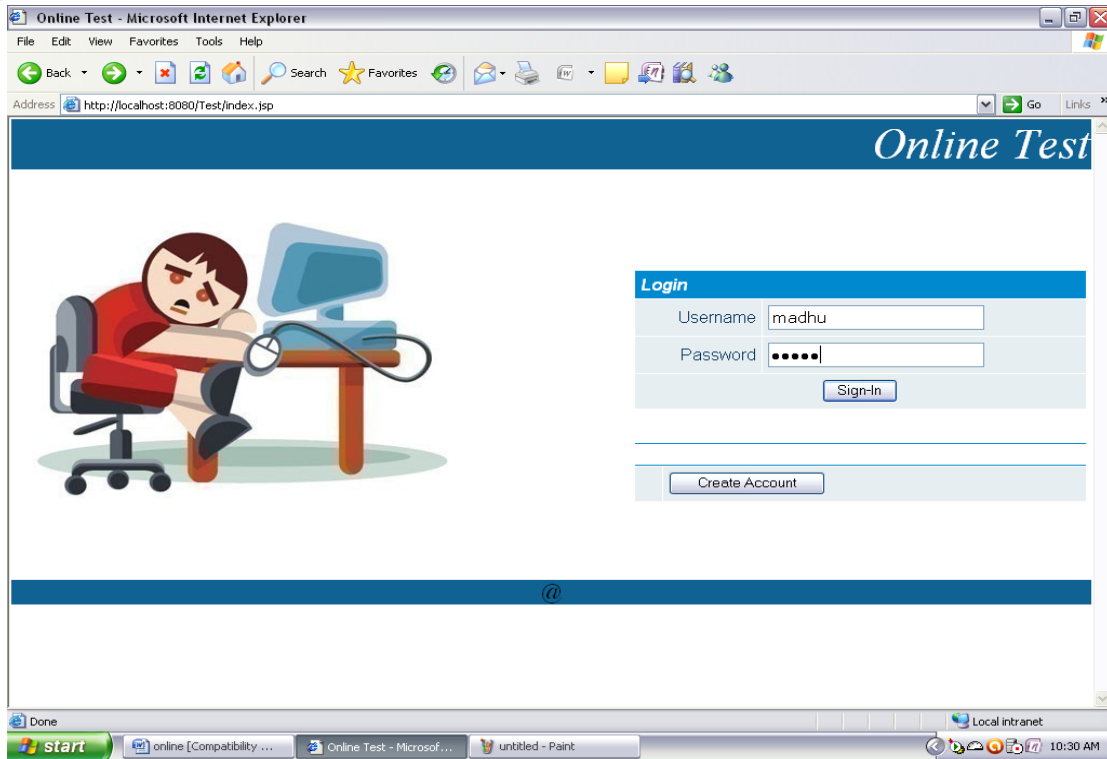 Online Test - Microsoft Internet Explorer
File Edit View Favorites Tools Help
Back Search Favorites
Address http://localhost:8080/Test/index.jsp Go Links »
Online Test
Login
Username madhu
Password •••••
Sign-In
Create Account
@
Done Local intranet
start online [Compatibility ... Online Test - Microsof... untitled - Paint 10:30 AM